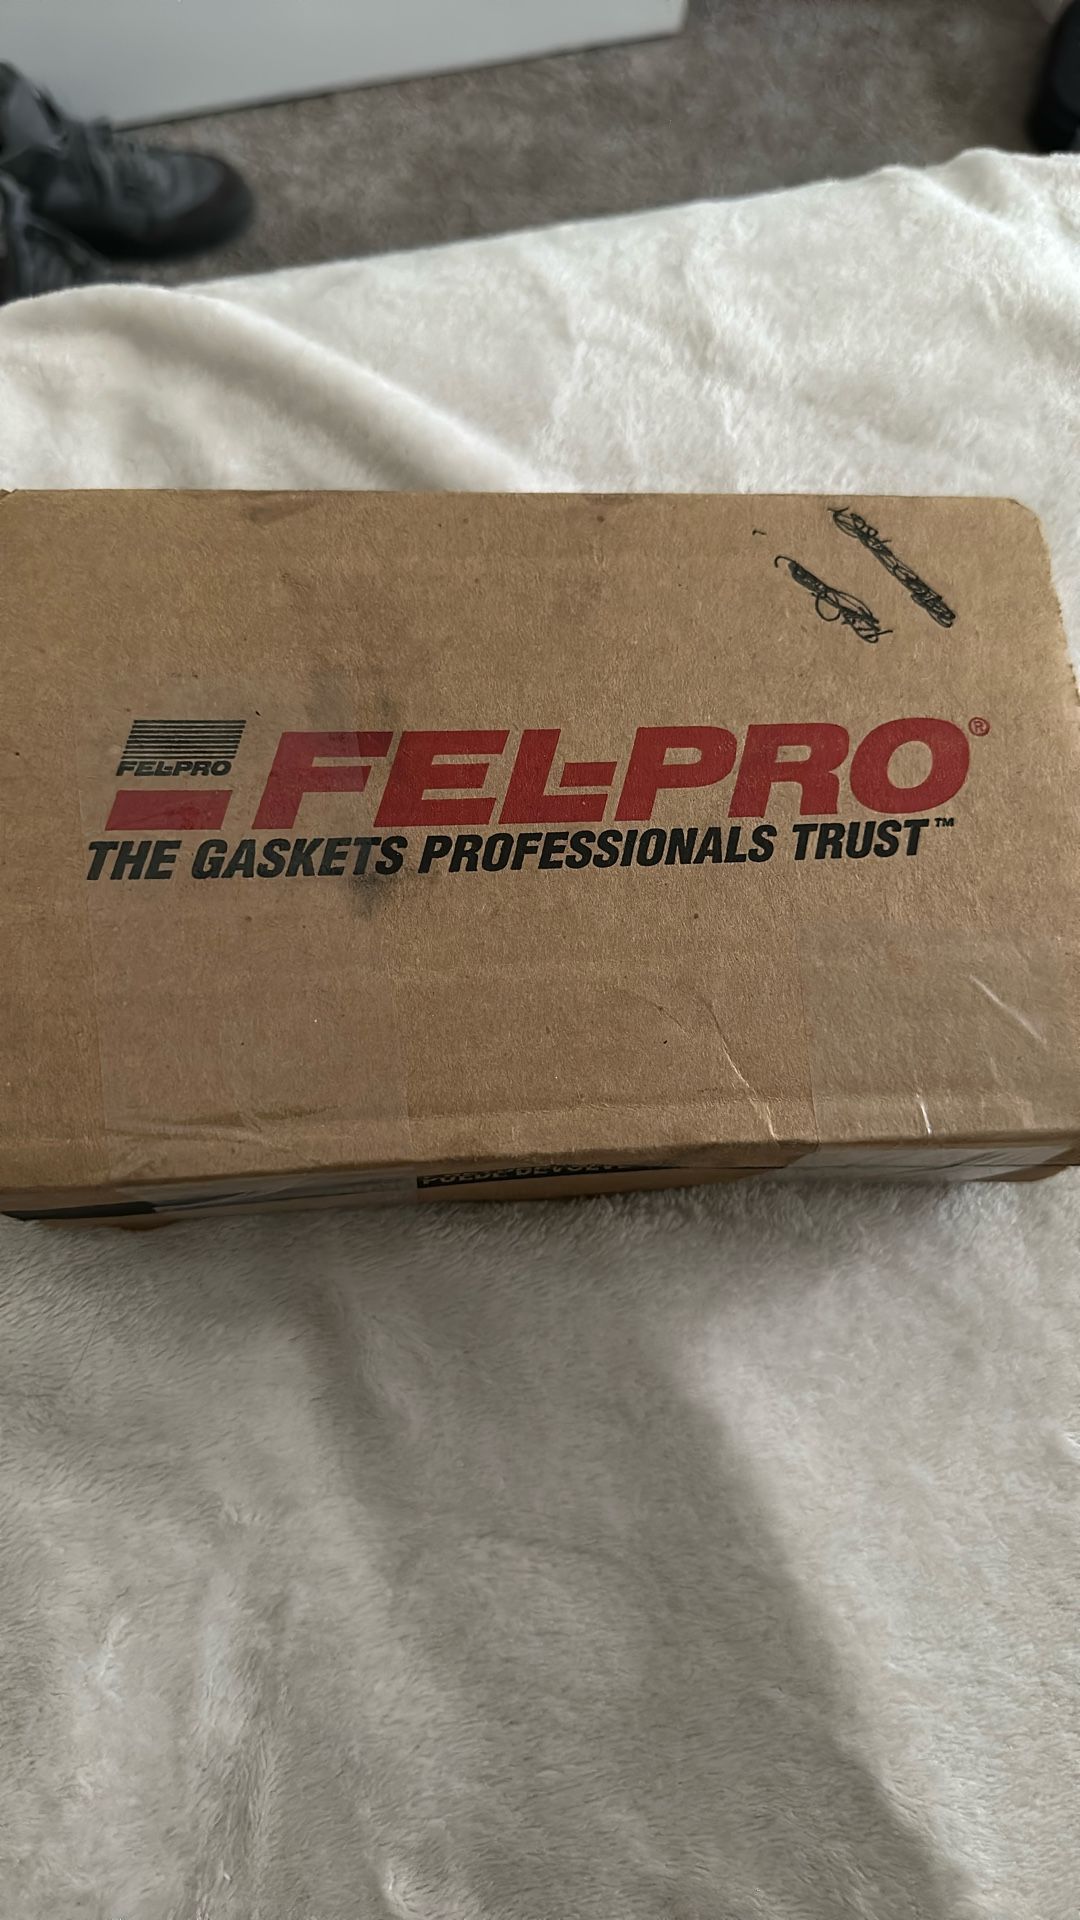 FEL-PRO
FEL-PRO®
THE GASKETS PROFESSIONALS TRUST™